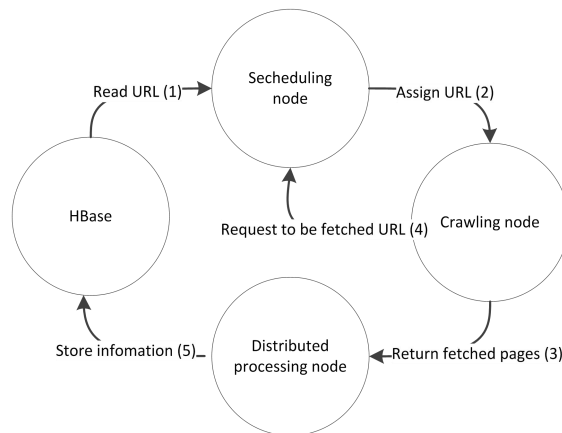 Secheduling
node
Read URL (1)
Assign URL (2)
HBase
Crawling node
Request to be fetched URL (4)
Store infomation (5)
Distributed
processing node
Return fetched pages (3)